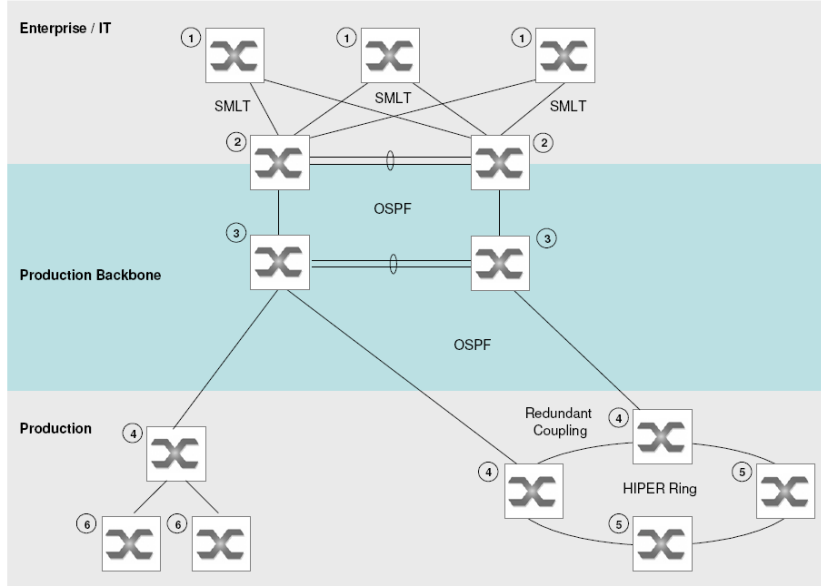 Enterprise / IT
1
1
1
SMLT
SMLT
SMLT
2
2
OSPF
3
3
Production Backbone
OSPF
Production
4
Redundant
Coupling
4
4
HIPER Ring
5
6
6
5